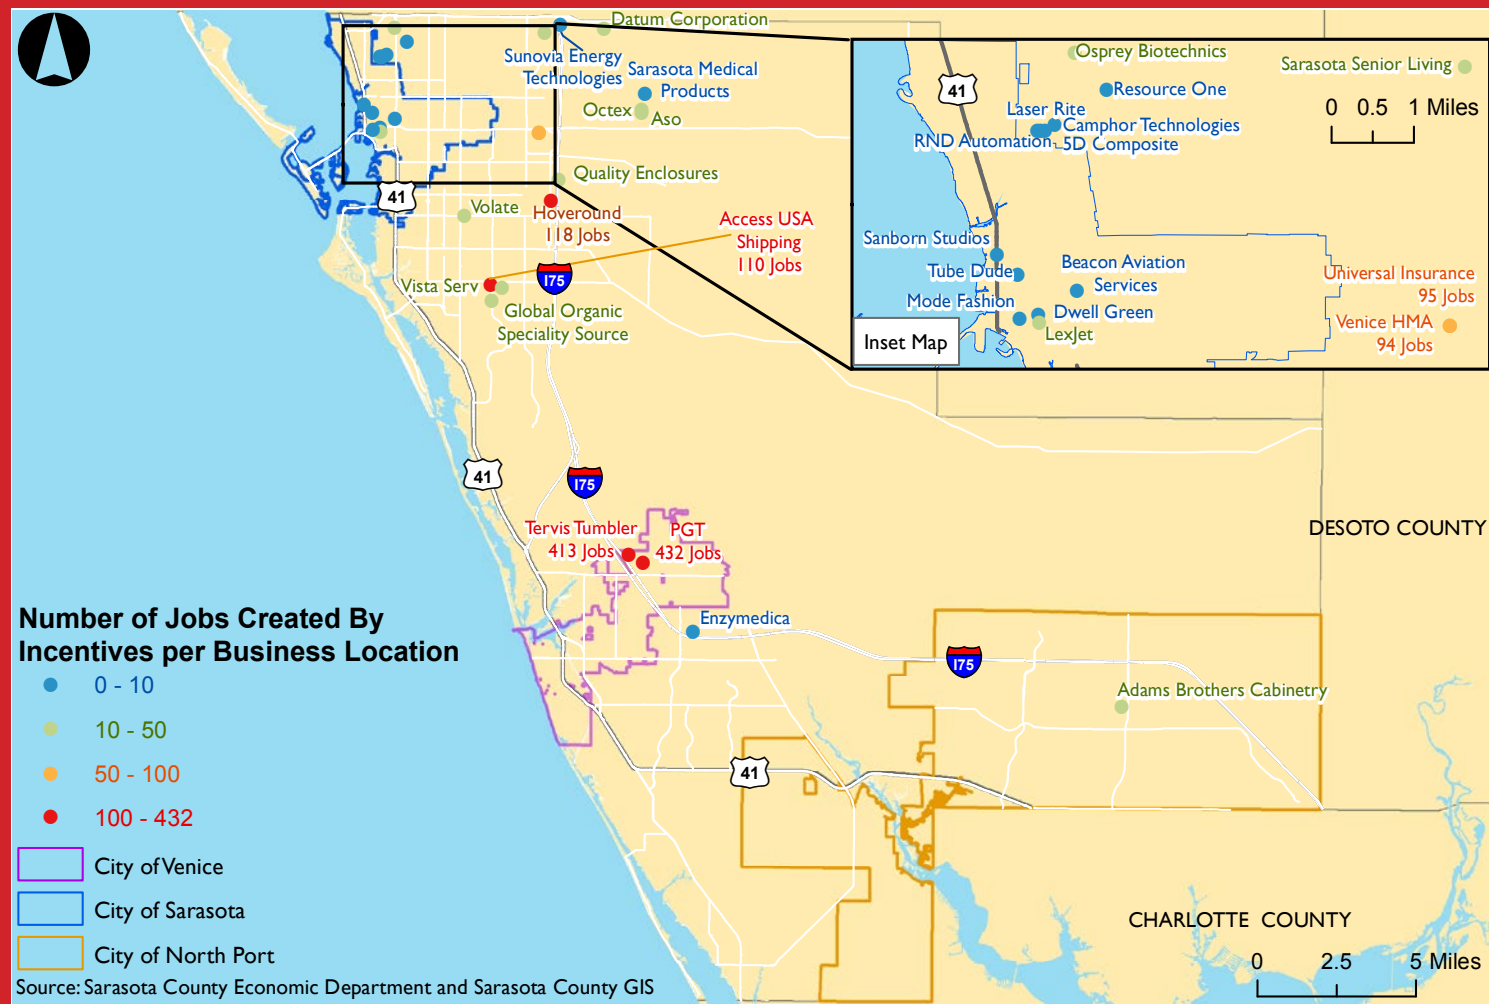 Datum Corporation
Sunovia Energy
Technologies
Sarasota Medical
Products
Octex
Aso
Quality Enclosures
41
Volate
Hoveround
118 Jobs
Access USA
Shipping
110 Jobs
Vista Serv
I75
Global Organic
Speciality Source
Osprey Biotechnics
Sarasota Senior Living
41
Resource One
0 0.5 1 Miles
Laser Rite
Camphor Technologies
RND Automation
5D Composite
Sanborn Studios
Tube Dude
Beacon Aviation
Services
Mode Fashion
Dwell Green
LexJet
Universal Insurance
95 Jobs
Venice HMA
94 Jobs
Inset Map
41
I75
Tervis Tumbler
413 Jobs
PGT
432 Jobs
DESOTO COUNTY
Enzymedica
I75
Adams Brothers Cabinetry
41
CHARLOTTE COUNTY
0 2.5 5 Miles
Number of Jobs Created By
Incentives per Business Location
0 - 10
10 - 50
50 - 100
100 - 432
City of Venice
City of Sarasota
City of North Port
Source: Sarasota County Economic Department and Sarasota County GIS